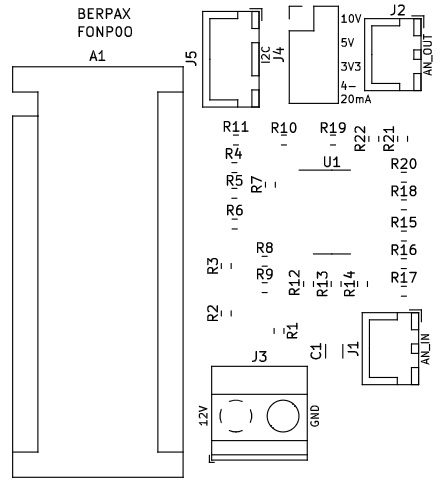 BERPAX
FONP00
A1
J5
I2C
J4
10V
5V
3V3
4-
20mA
J2
AN_OUT
R11
R10
R19
R22
R21
R4
R5
R7
U1
R20
R18
R6
R15
R8
R16
R3
R9
R12
R13
R14
R17
R2
R1
C1
J1
AN_IN
J3
12V
GND